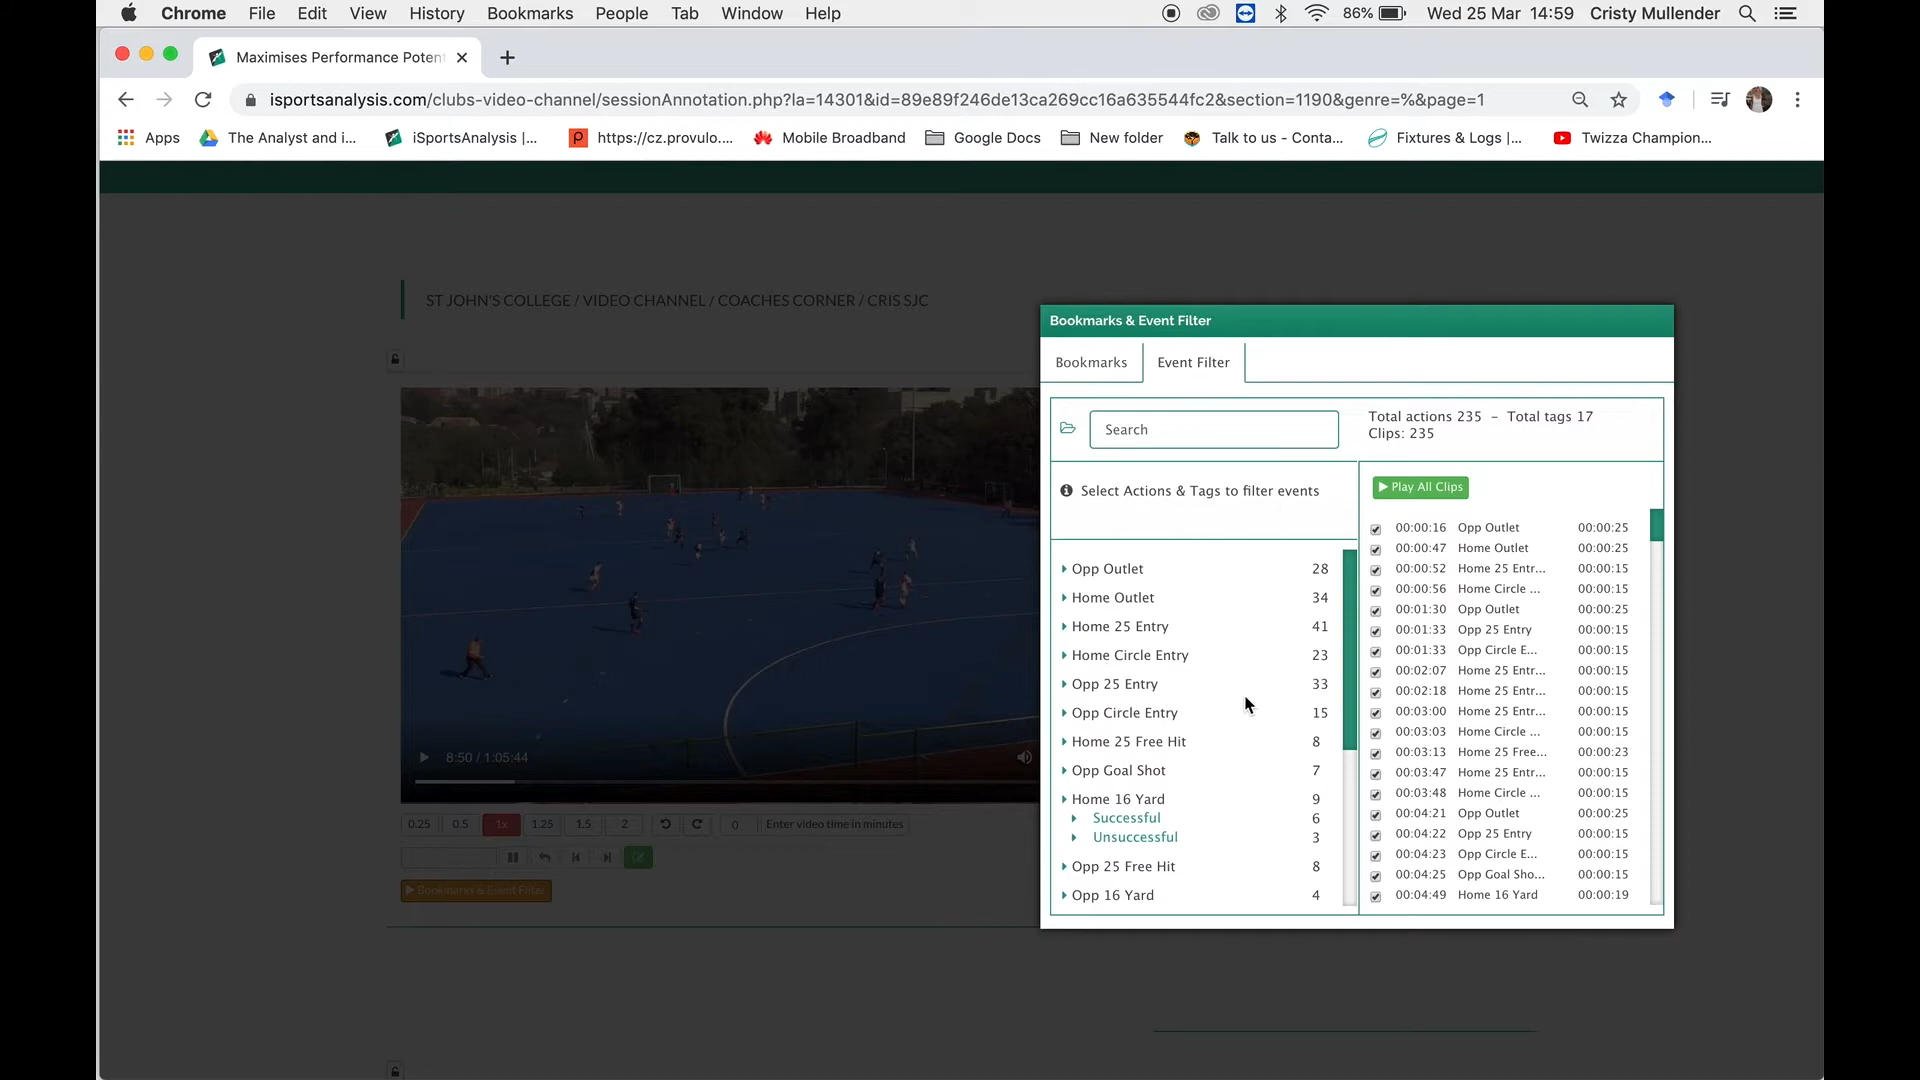 Chrome File Edit View History Bookmarks People Tab Window Help 86% Wed 25 Mar 14:59 Cristy Mullender
Maximises Performance Poten
isportsanalysis.com/clubs-video-channel/sessionAnnotation.php?la=14301&id=89e89f246de13ca269cc16a635544fc2&section=1190&genre=%&page=1
Apps The Analyst and i... iSportsAnalysis |... https://cz.provulo.... Mobile Broadband Google Docs New folder Talk to us - Conta... Fixtures & Logs |... Twizza Champion...
ST JOHN'S COLLEGE / VIDEO CHANNEL / COACHES CORNER / CRIS SJC
8:50 / 1:05:44
0.25 0.5 1x 1.25 1.5 2 0 Enter video time in minutes
Bookmarks & Event Filter
Bookmarks & Event Filter
Bookmarks Event Filter
Search
Total actions 235 – Total tags 17
Clips: 235
Select Actions & Tags to filter events
Opp Outlet 28
Home Outlet 34
Home 25 Entry 41
Home Circle Entry 23
Opp 25 Entry 33
Opp Circle Entry 15
Home 25 Free Hit 8
Opp Goal Shot 7
Home 16 Yard 9
Successful 6
Unsuccessful 3
Opp 25 Free Hit 8
Opp 16 Yard 4
Play All Clips
00:00:16 Opp Outlet 00:00:25
00:00:47 Home Outlet 00:00:25
00:00:52 Home 25 Entr... 00:00:15
00:00:56 Home Circle ... 00:00:15
00:01:30 Opp Outlet 00:00:25
00:01:33 Opp 25 Entry 00:00:15
00:01:33 Opp Circle E... 00:00:15
00:02:07 Home 25 Entr... 00:00:15
00:02:18 Home 25 Entr... 00:00:15
00:03:00 Home 25 Entr... 00:00:15
00:03:03 Home Circle ... 00:00:15
00:03:13 Home 25 Free... 00:00:23
00:03:47 Home 25 Entr... 00:00:15
00:03:48 Home Circle ... 00:00:15
00:04:21 Opp Outlet 00:00:25
00:04:22 Opp 25 Entry 00:00:15
00:04:23 Opp Circle E... 00:00:15
00:04:25 Opp Goal Sho... 00:00:15
00:04:49 Home 16 Yard 00:00:19